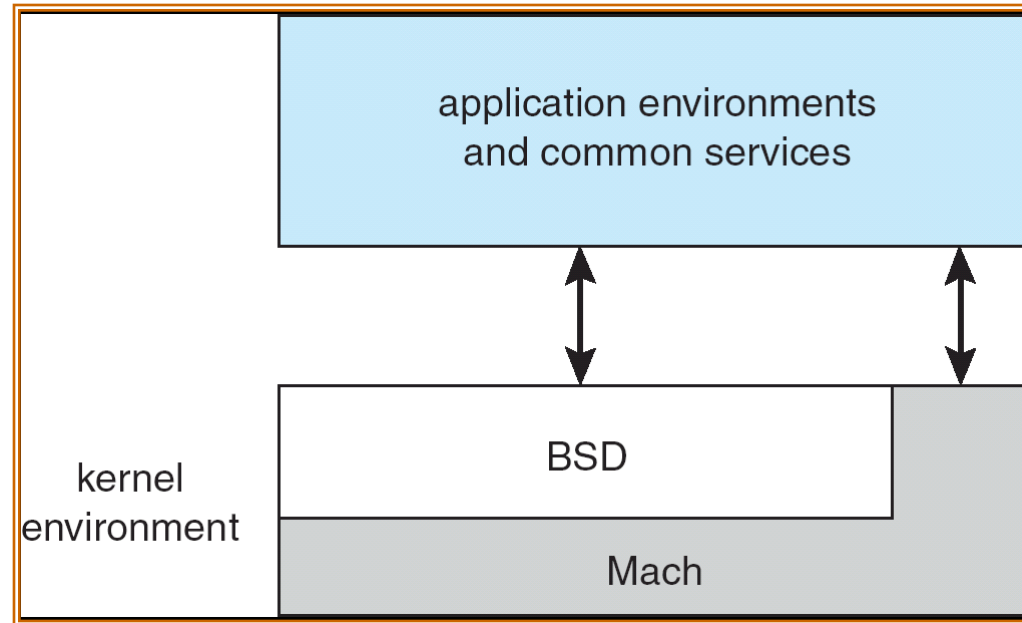 application environments
and common services
BSD
kernel
environment
Mach